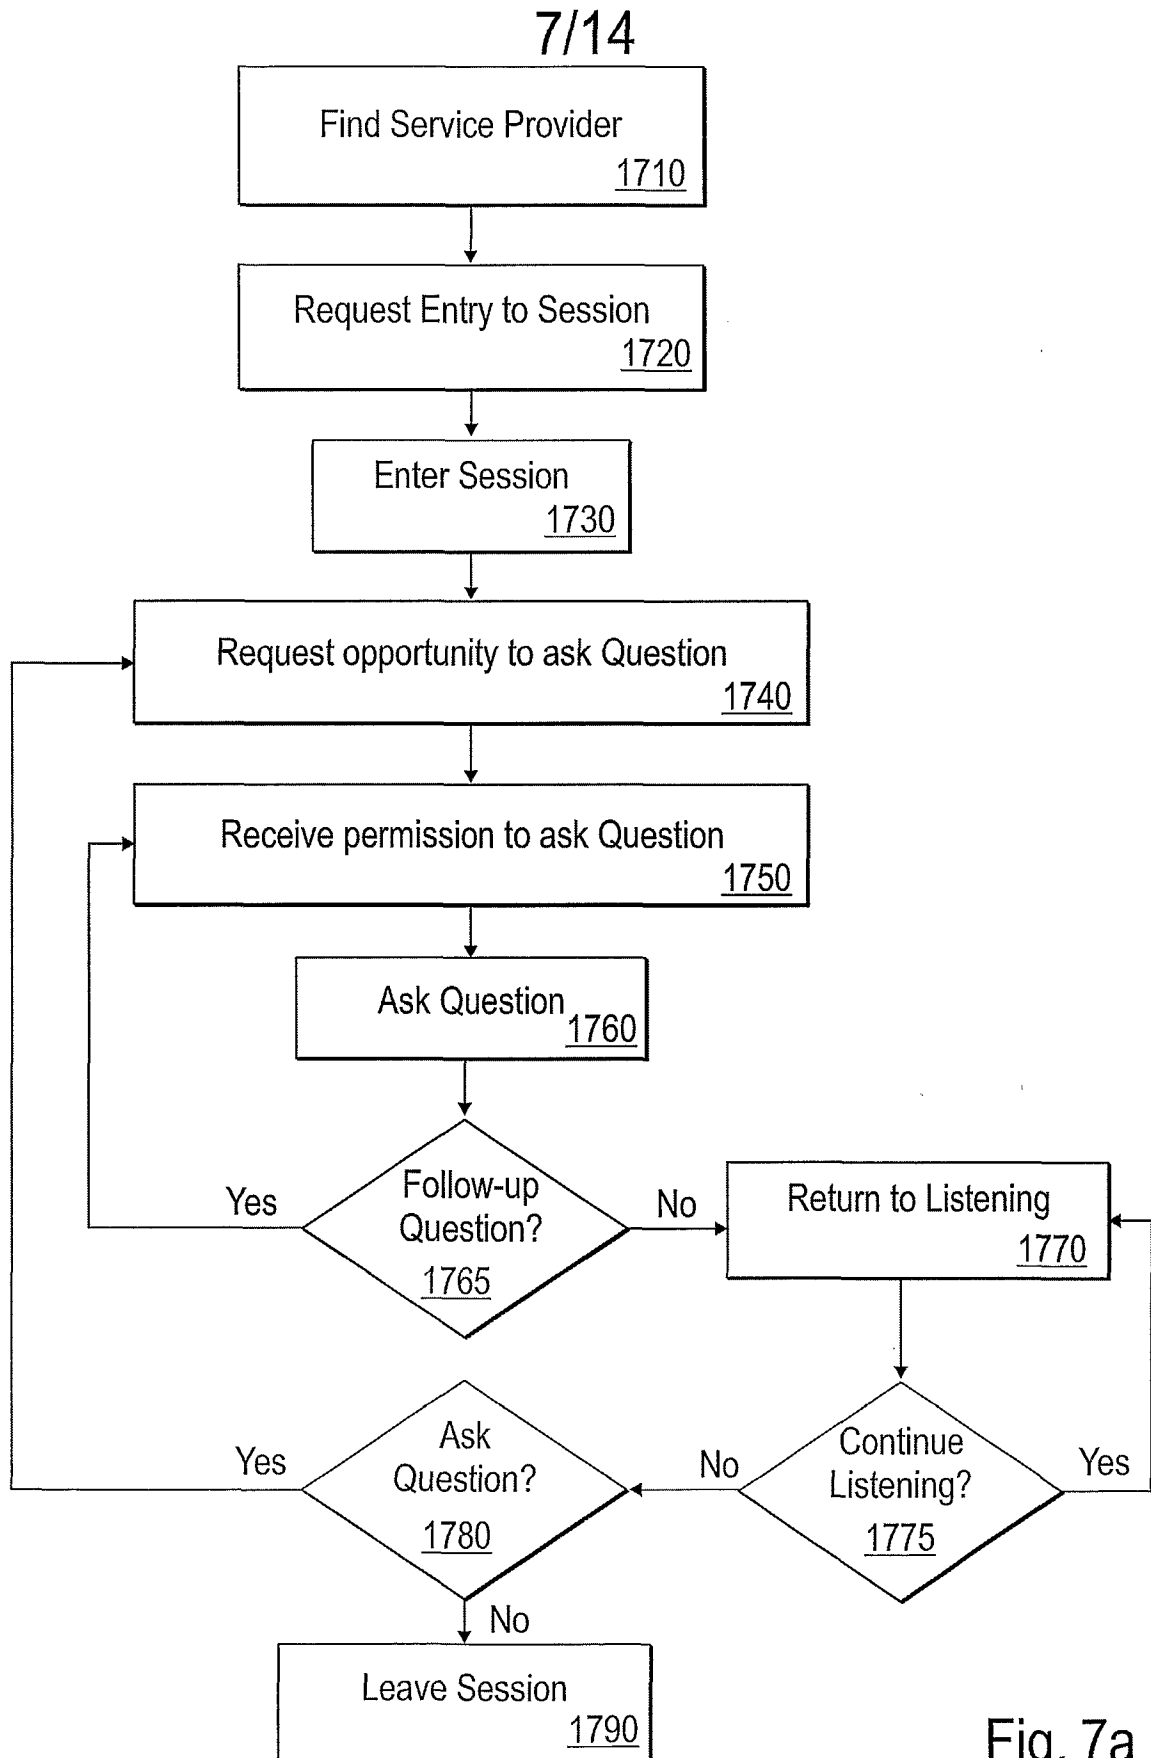 7/14
Find Service Provider
1710
Request Entry to Session
1720
Enter Session
1730
Request opportunity to ask Question
1740
Receive permission to ask Question
1750
Ask Question
1760
Follow-up
Question?
1765
Yes
No
Return to Listening
1770
Continue
Listening?
1775
Yes
No
Ask
Question?
1780
Yes
No
Leave Session
1790
Fig. 7a